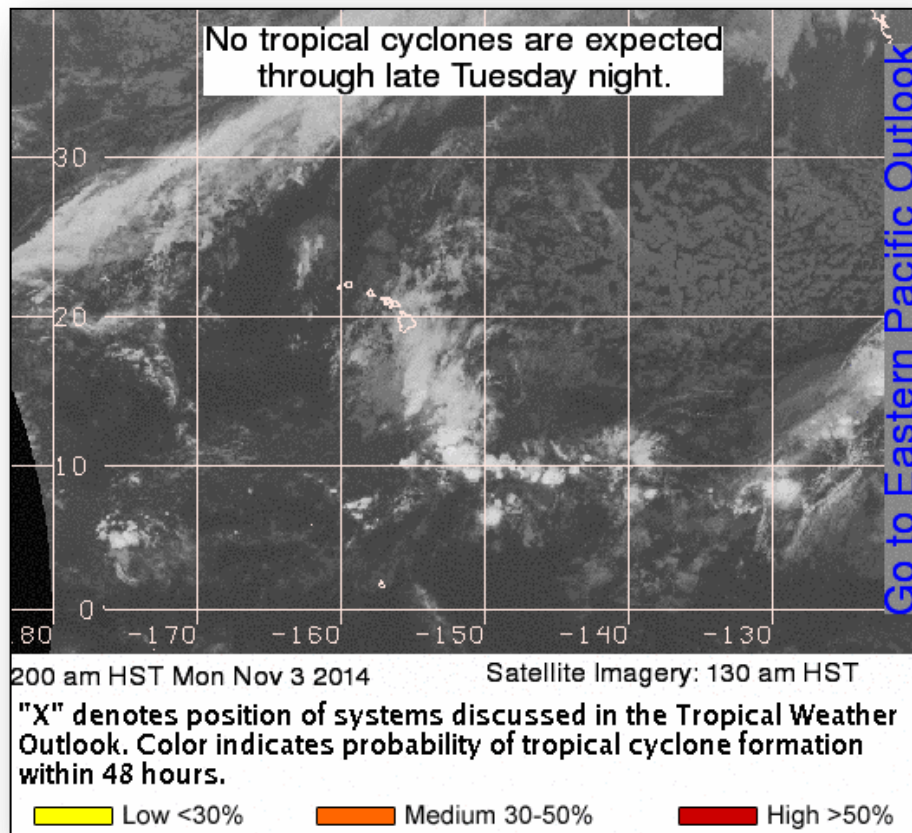 No tropical cyclones are expected
through late Tuesday night.
Go to Eastern Pacific Outlook
30
20
10
0
80 -170 -160 -150 -140 -130
200 am HST Mon Nov 3 2014 Satellite Imagery: 130 am HST
"X" denotes position of systems discussed in the Tropical Weather
Outlook. Color indicates probability of tropical cyclone formation
within 48 hours.
Low <30% Medium 30-50% High >50%